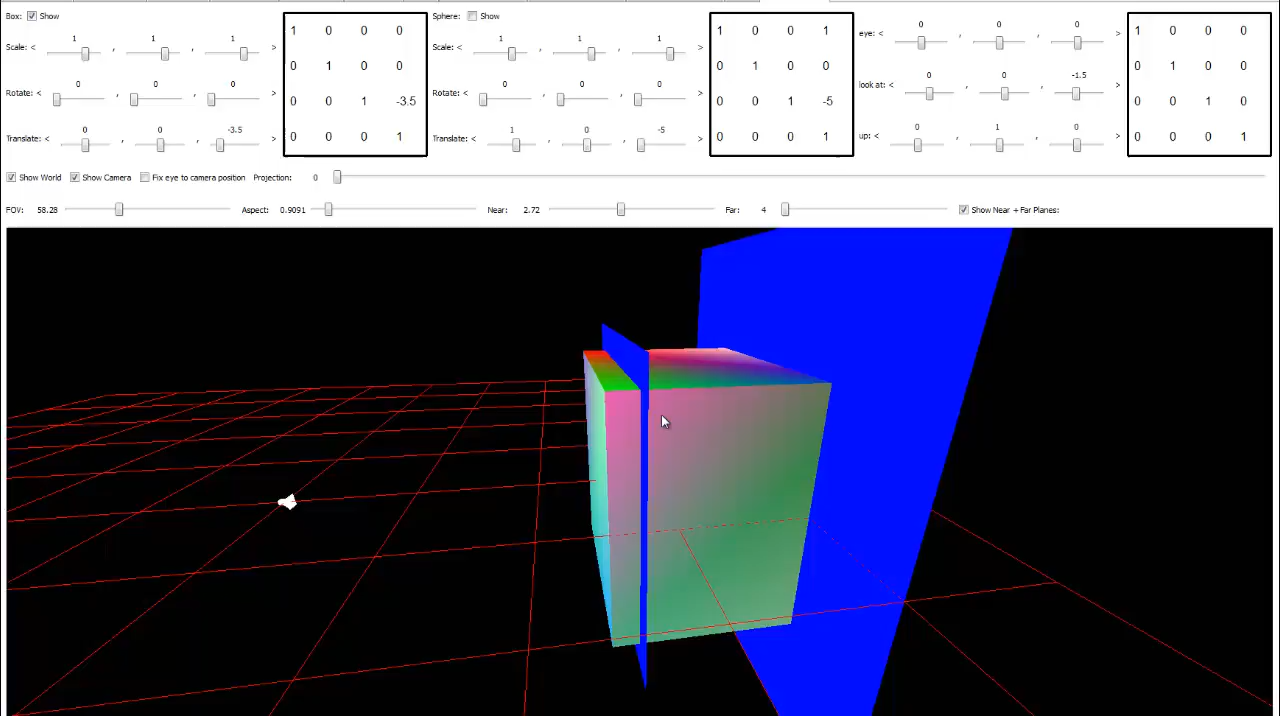 Box: Show
Scale: < 1 , 1 , 1 >
Rotate: < 0 , 0 , 0 >
Translate: < 0 , 0 , -3.5 >
1 0 0 0
0 1 0 0
0 0 1 -3.5
0 0 0 1
Sphere: Show
Scale: < 1 , 1 , 1 >
Rotate: < 0 , 0 , 0 >
Translate: < 1 , 0 , -5 >
1 0 0 1
0 1 0 0
0 0 1 -5
0 0 0 1
eye: < 0 , 0 , 0 >
look at: < 0 , 0 , -1.5 >
up: < 0 , 1 , 0 >
1 0 0 0
0 1 0 0
0 0 1 0
0 0 0 1
Show World Show Camera Fix eye to camera position Projection: 0
FOV: 58.28 Aspect: 0.9091 Near: 2.72 Far: 4 Show Near + Far Planes: